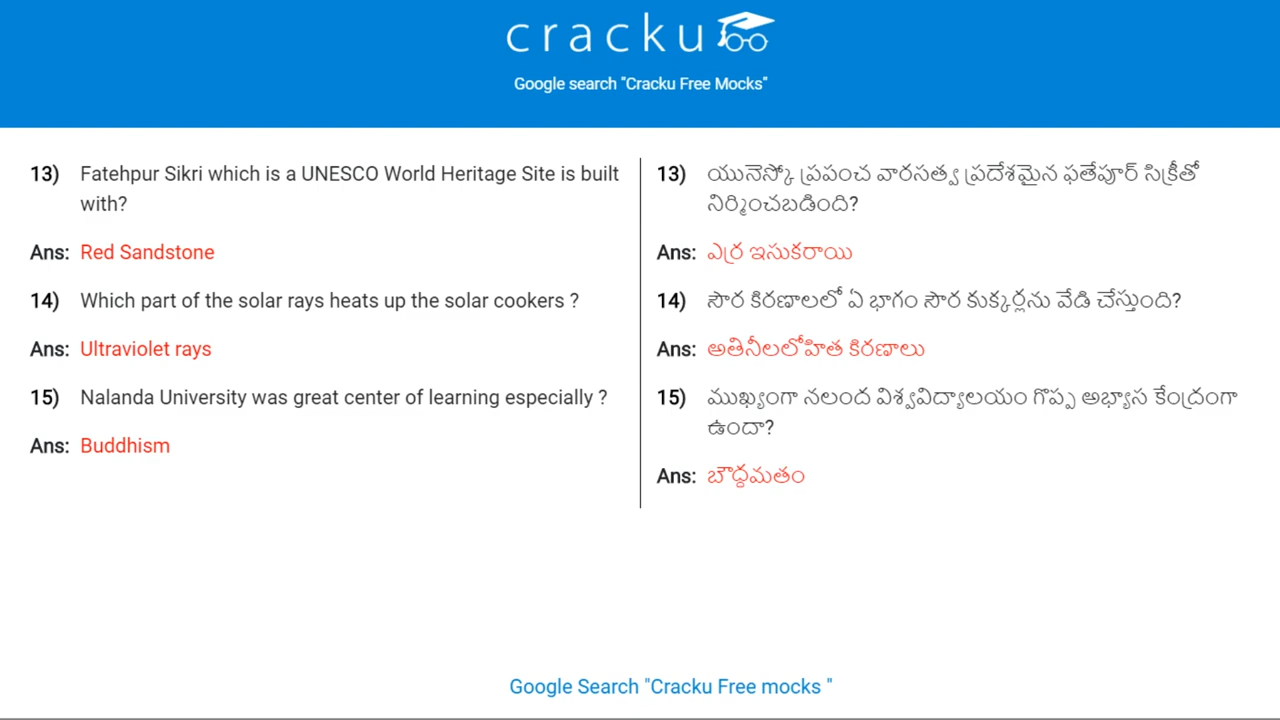 cracku
Google search "Cracku Free Mocks"
13) Fatehpur Sikri which is a UNESCO World Heritage Site is built
with?
Ans: Red Sandstone
14) Which part of the solar rays heats up the solar cookers ?
Ans: Ultraviolet rays
15) Nalanda University was great center of learning especially ?
Ans: Buddhism
13) యునెస్కో ప్రపంచ వారసత్వ ప్రదేశమైన ఫతేపూర్ సిక్రీతో
నిర్మించబడింది?
Ans: ఎర్ర ఇసుకరాయి
14) సౌర కిరణాలలో ఏ భాగం సౌర కుక్కర్లను వేడి చేస్తుంది?
Ans: అతినీలలోహిత కిరణాలు
15) ముఖ్యంగా నలంద విశ్వవిద్యాలయం గొప్ప అభ్యాస కేంద్రంగా
ఉందా?
Ans: బౌద్ధమతం
Google Search "Cracku Free mocks "